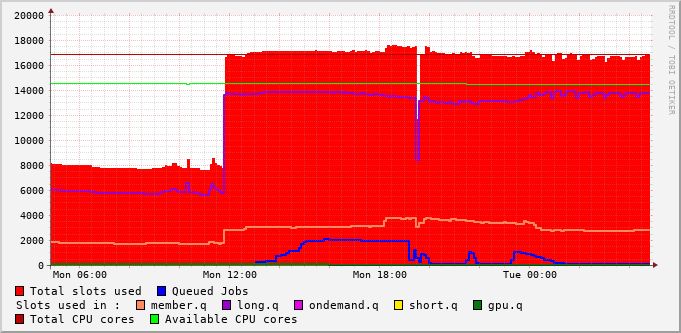 RRDTOOL / TOBI OETIKER
20000
18000
16000
14000
12000
10000
8000
6000
4000
2000
0
Mon 06:00 Mon 12:00 Mon 18:00 Tue 00:00
Total slots used Queued Jobs
Slots used in : member.q long.q ondemand.q short.q gpu.q
Total CPU cores Available CPU cores